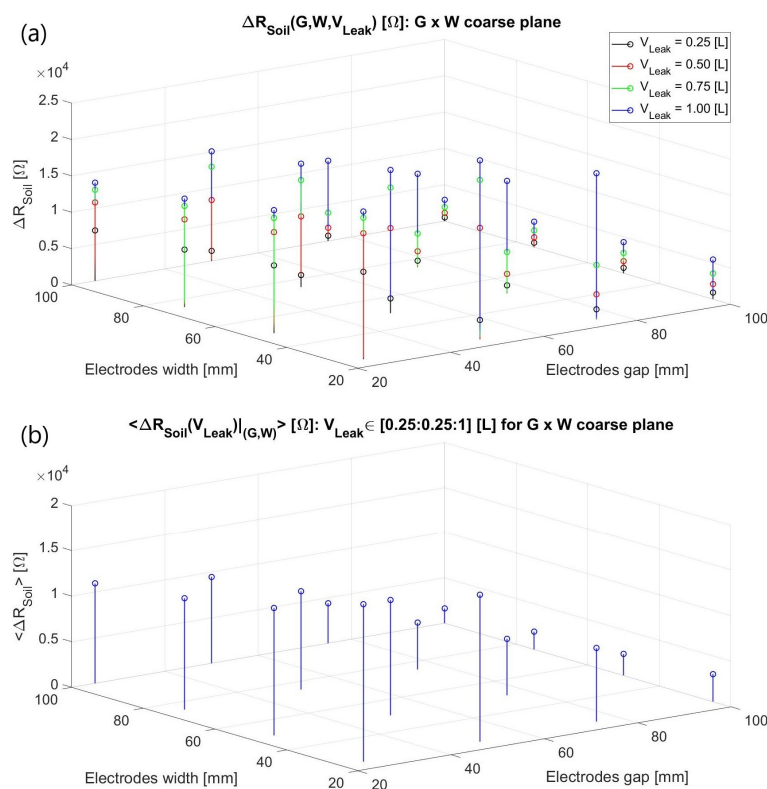 (a)
ΔR_Soil(G,W,V_Leak) [Ω]: G x W coarse plane
V_Leak = 0.25 [L]
V_Leak = 0.50 [L]
V_Leak = 0.75 [L]
V_Leak = 1.00 [L]
×10⁴
2.5
2
1.5
1
0.5
0
ΔR_Soil [Ω]
100
80
60
40
20
Electrodes width [mm]
20
40
60
80
100
Electrodes gap [mm]
(b)
<ΔR_Soil(V_Leak)|_(G,W)> [Ω]: V_Leak ∈ [0.25:0.25:1] [L] for G x W coarse plane
×10⁴
2
1.5
1
0.5
0
<ΔR_Soil> [Ω]
100
80
60
40
20
Electrodes width [mm]
20
40
60
80
100
Electrodes gap [mm]